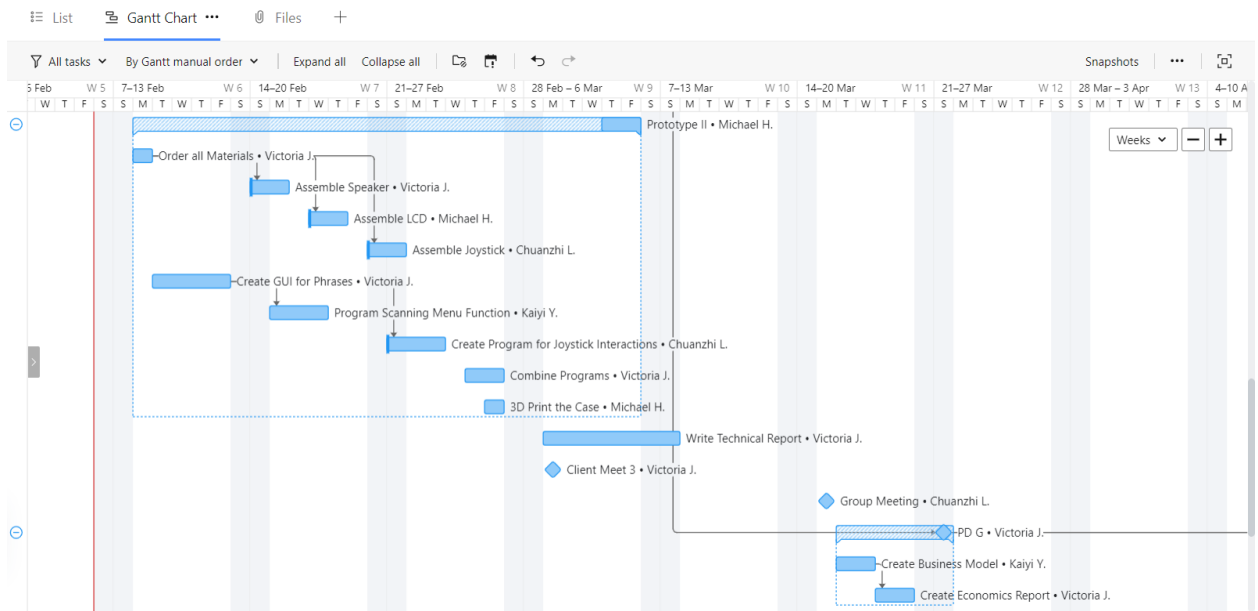 List Gantt Chart ••• Files
All tasks By Gantt manual order Expand all Collapse all Snapshots •••
5 Feb W 5 7–13 Feb W 6 14–20 Feb W 7 21–27 Feb W 8 28 Feb – 6 Mar W 9 7–13 Mar W 10 14–20 Mar W 11 21–27 Mar W 12 28 Mar – 3 Apr W 13 4–10 A
W T F S S M T W T F S S M T W T F S S M T W T F S S M T W T F S S M T W T F S S M T W T F S S M T W T F S S M T W T F S S M
Prototype II • Michael H.
Weeks
Order all Materials • Victoria J.
Assemble Speaker • Victoria J.
Assemble LCD • Michael H.
Assemble Joystick • Chuanzhi L.
Create GUI for Phrases • Victoria J.
Program Scanning Menu Function • Kaiyi Y.
Create Program for Joystick Interactions • Chuanzhi L.
Combine Programs • Victoria J.
3D Print the Case • Michael H.
Write Technical Report • Victoria J.
Client Meet 3 • Victoria J.
Group Meeting • Chuanzhi L.
PD G • Victoria J.
Create Business Model • Kaiyi Y.
Create Economics Report • Victoria J.